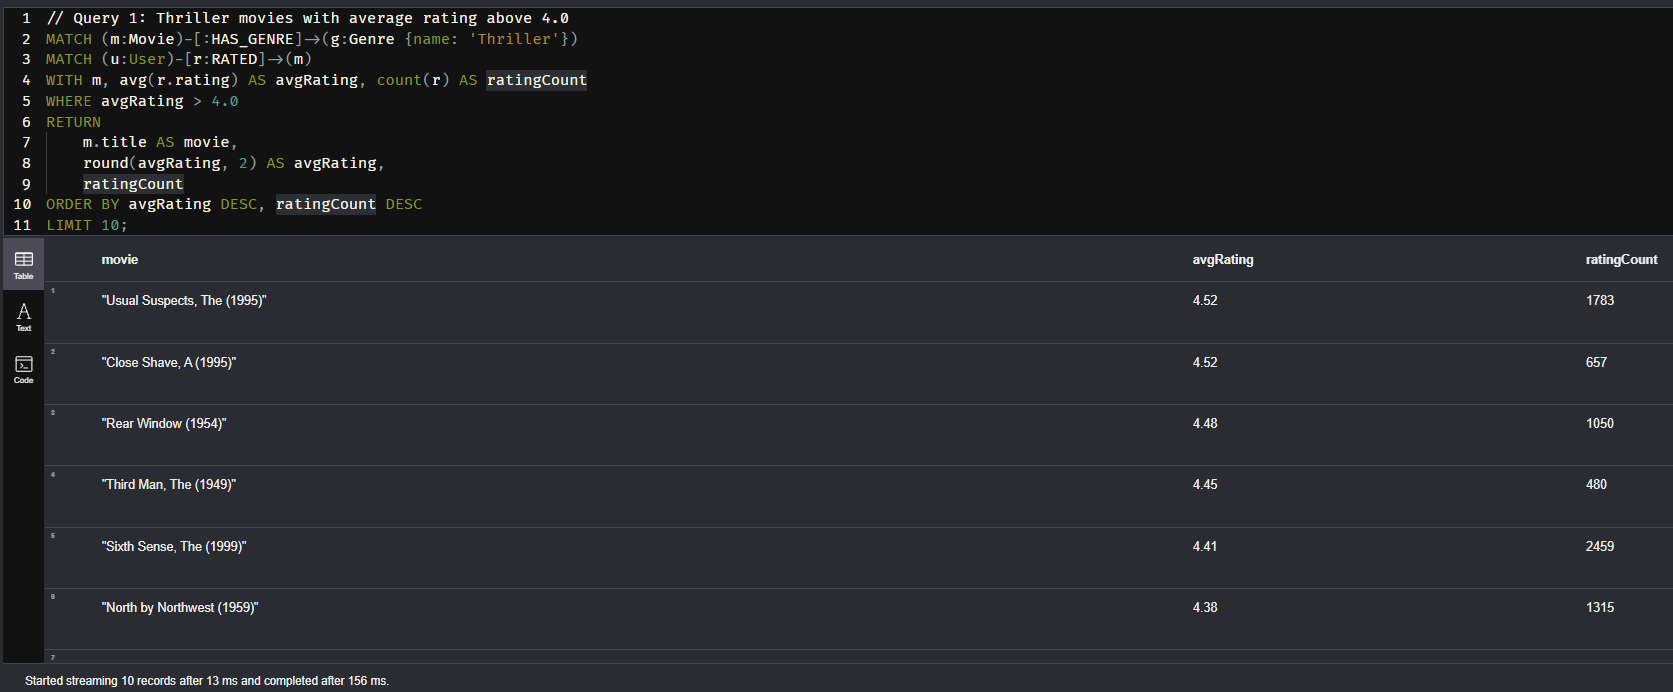 1 // Query 1: Thriller movies with average rating above 4.0
2 MATCH (m:Movie)-[:HAS_GENRE]→(g:Genre {name: 'Thriller'})
3 MATCH (u:User)-[r:RATED]→(m)
4 WITH m, avg(r.rating) AS avgRating, count(r) AS ratingCount
5 WHERE avgRating > 4.0
6 RETURN
7 m.title AS movie,
8 round(avgRating, 2) AS avgRating,
9 ratingCount
10 ORDER BY avgRating DESC, ratingCount DESC
11 LIMIT 10;
Table
Text
Code
movie avgRating ratingCount
1 "Usual Suspects, The (1995)" 4.52 1783
2 "Close Shave, A (1995)" 4.52 657
3 "Rear Window (1954)" 4.48 1050
4 "Third Man, The (1949)" 4.45 480
5 "Sixth Sense, The (1999)" 4.41 2459
6 "North by Northwest (1959)" 4.38 1315
7
Started streaming 10 records after 13 ms and completed after 156 ms.